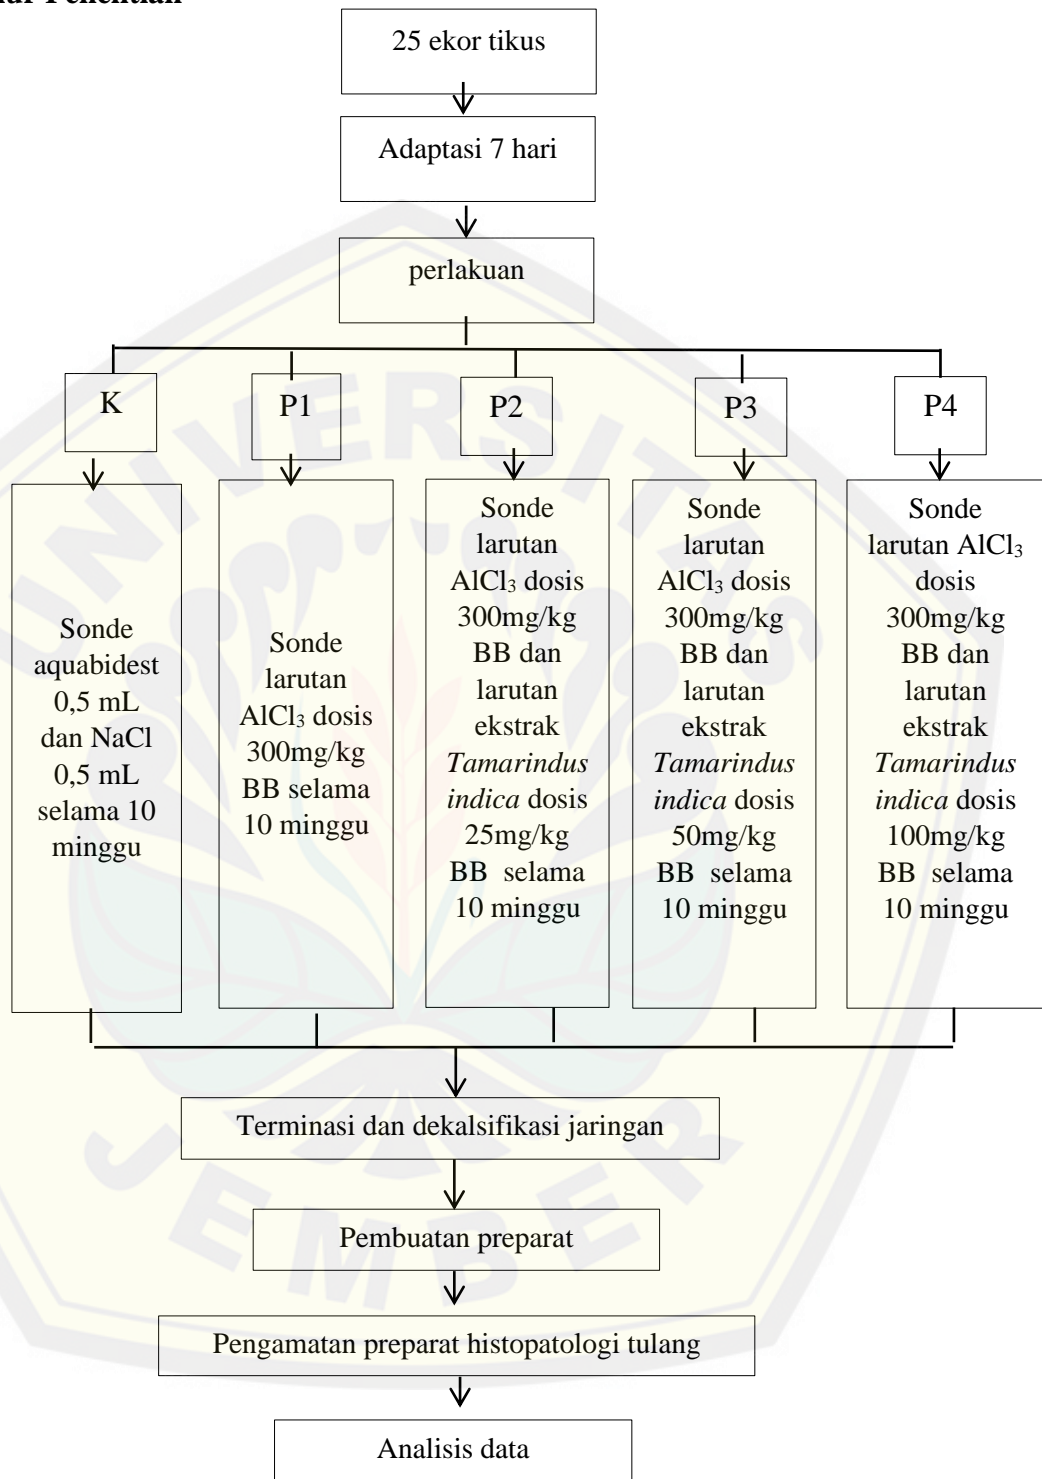 25 ekor tikus
Adaptasi 7 hari
perlakuan
K
P1
P2
P3
P4
Sonde
aquabidest
0,5 mL
dan NaCl
0,5 mL
selama 10
minggu
Sonde
larutan
AlCl₃ dosis
300mg/kg
BB selama
10 minggu
Sonde
larutan
AlCl₃ dosis
300mg/kg
BB dan
larutan
ekstrak
Tamarindus
indica dosis
25mg/kg
BB selama
10 minggu
Sonde
larutan
AlCl₃ dosis
300mg/kg
BB dan
larutan
ekstrak
Tamarindus
indica dosis
50mg/kg
BB selama
10 minggu
Sonde
larutan AlCl₃
dosis
300mg/kg
BB dan
larutan
ekstrak
Tamarindus
indica dosis
100mg/kg
BB selama
10 minggu
Terminasi dan dekalsifikasi jaringan
Pembuatan preparat
Pengamatan preparat histopatologi tulang
Analisis data
UNIVERSITAS
JEMBER